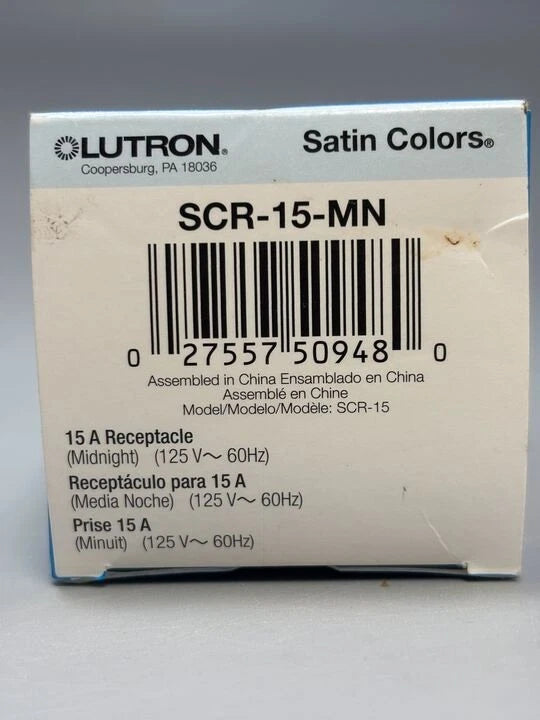 LUTRON®
Coopersburg, PA 18036
Satin Colors®
SCR-15-MN
0 27557 50948 0
Assembled in China Ensamblado en China
Assemblé en Chine
Model/Modelo/Modèle: SCR-15
15 A Receptacle
(Midnight) (125 V~ 60Hz)
Receptáculo para 15 A
(Media Noche) (125 V~ 60Hz)
Prise 15 A
(Minuit) (125 V~ 60Hz)